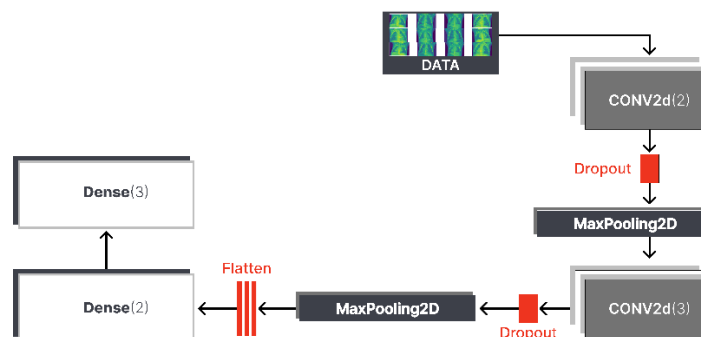 DATA
CONV2d(2)
Dropout
MaxPooling2D
CONV2d(3)
Dropout
MaxPooling2D
Flatten
Dense(2)
Dense(3)